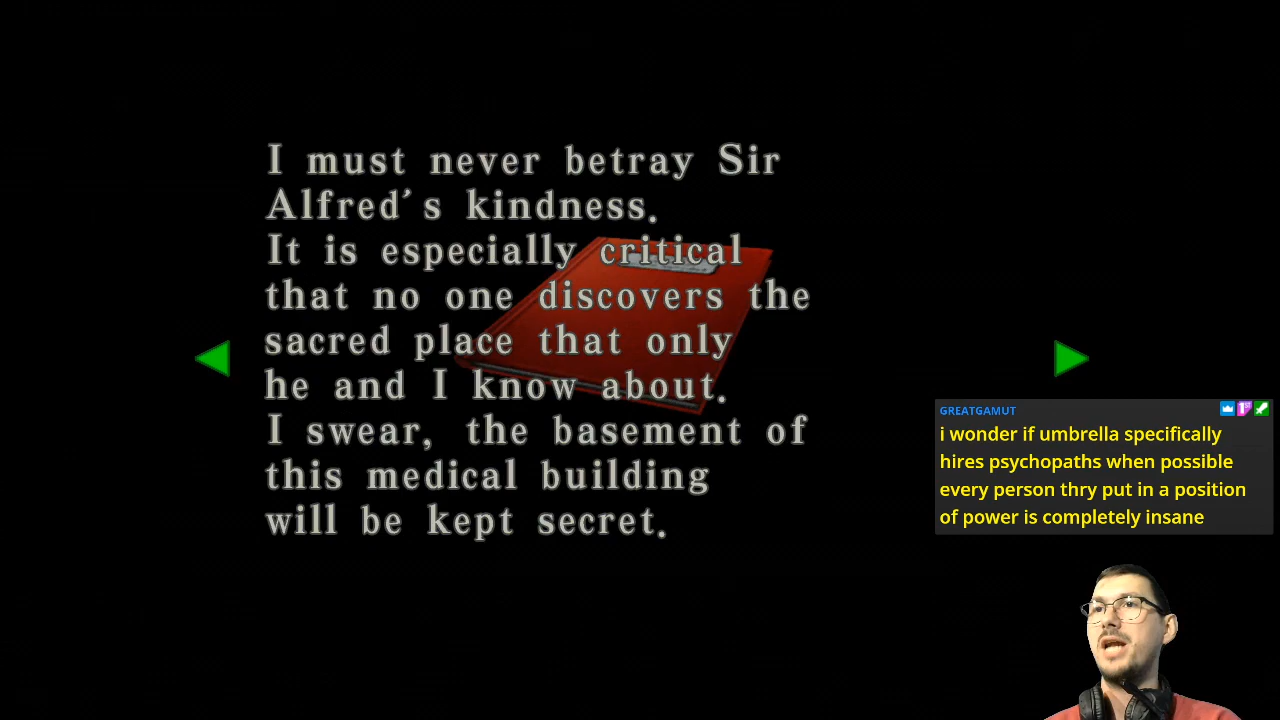 I must never betray Sir
Alfred's kindness.
It is especially critical
that no one discovers the
sacred place that only
he and I know about.
I swear, the basement of
this medical building
will be kept secret.
GREATGAMUT
i wonder if umbrella specifically
hires psychopaths when possible
every person thry put in a position
of power is completely insane